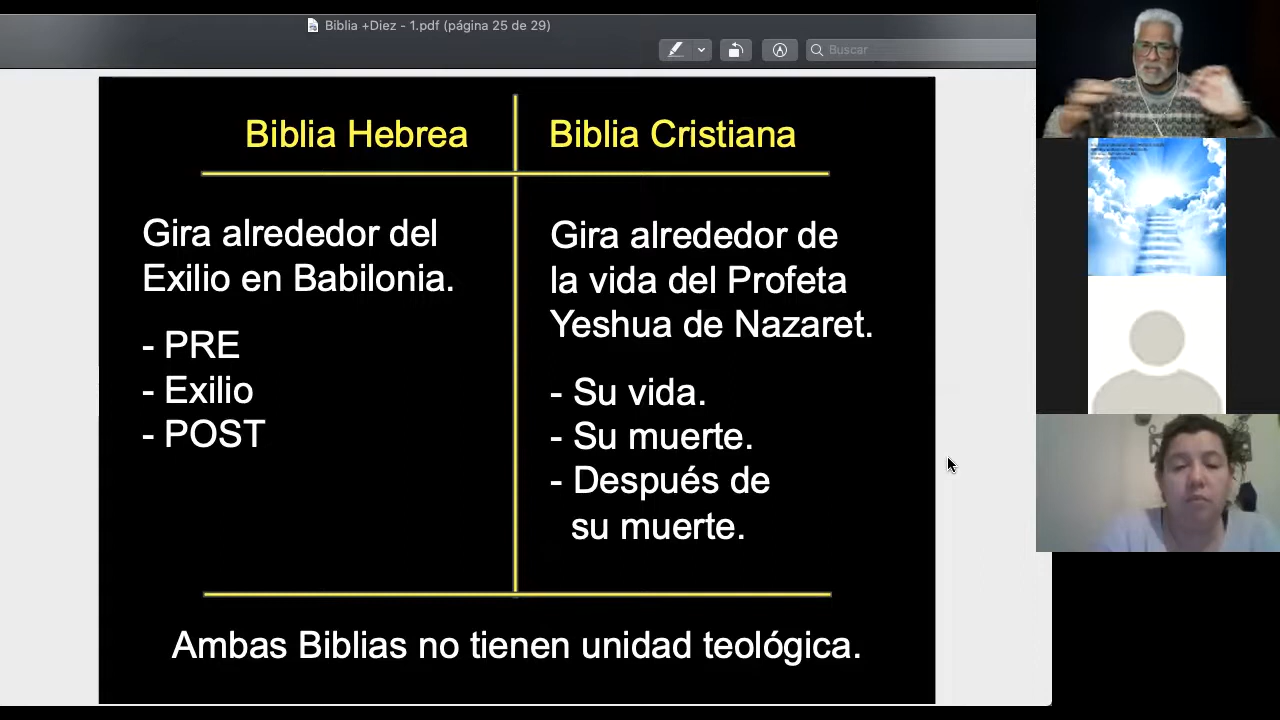 Biblia +Diez - 1.pdf (página 25 de 29)
Buscar
Biblia Hebrea
Biblia Cristiana
Gira alrededor del
Exilio en Babilonia.
- PRE
- Exilio
- POST
Gira alrededor de
la vida del Profeta
Yeshua de Nazaret.
- Su vida.
- Su muerte.
- Después de
su muerte.
Ambas Biblias no tienen unidad teológica.